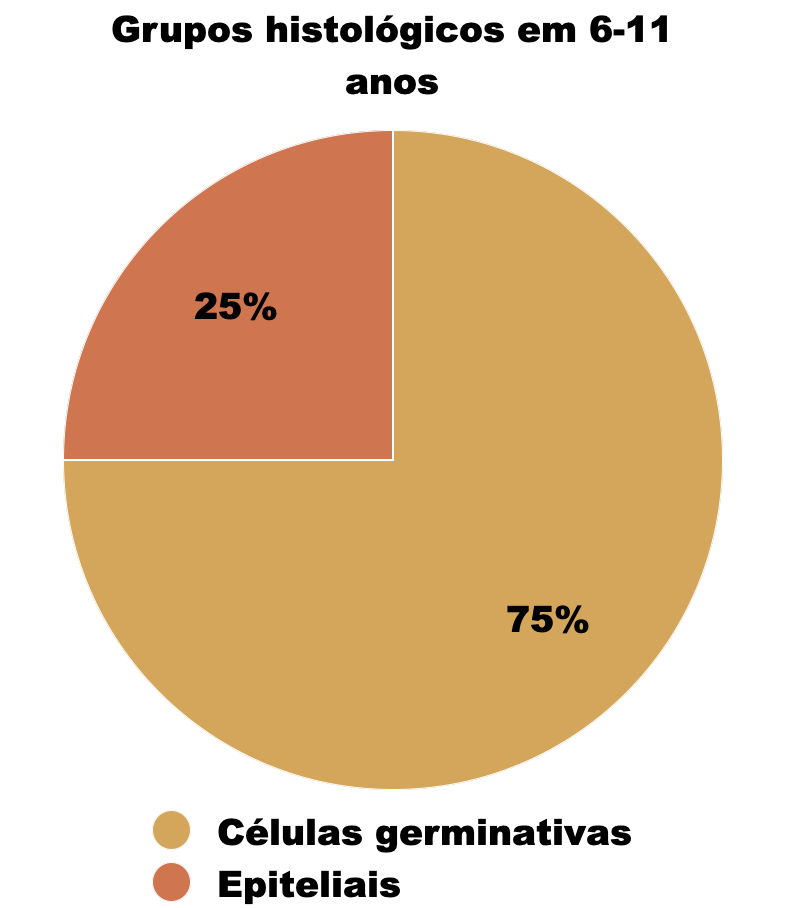 Grupos histológicos em 6-11
anos
25%
75%
Células germinativas
Epiteliais